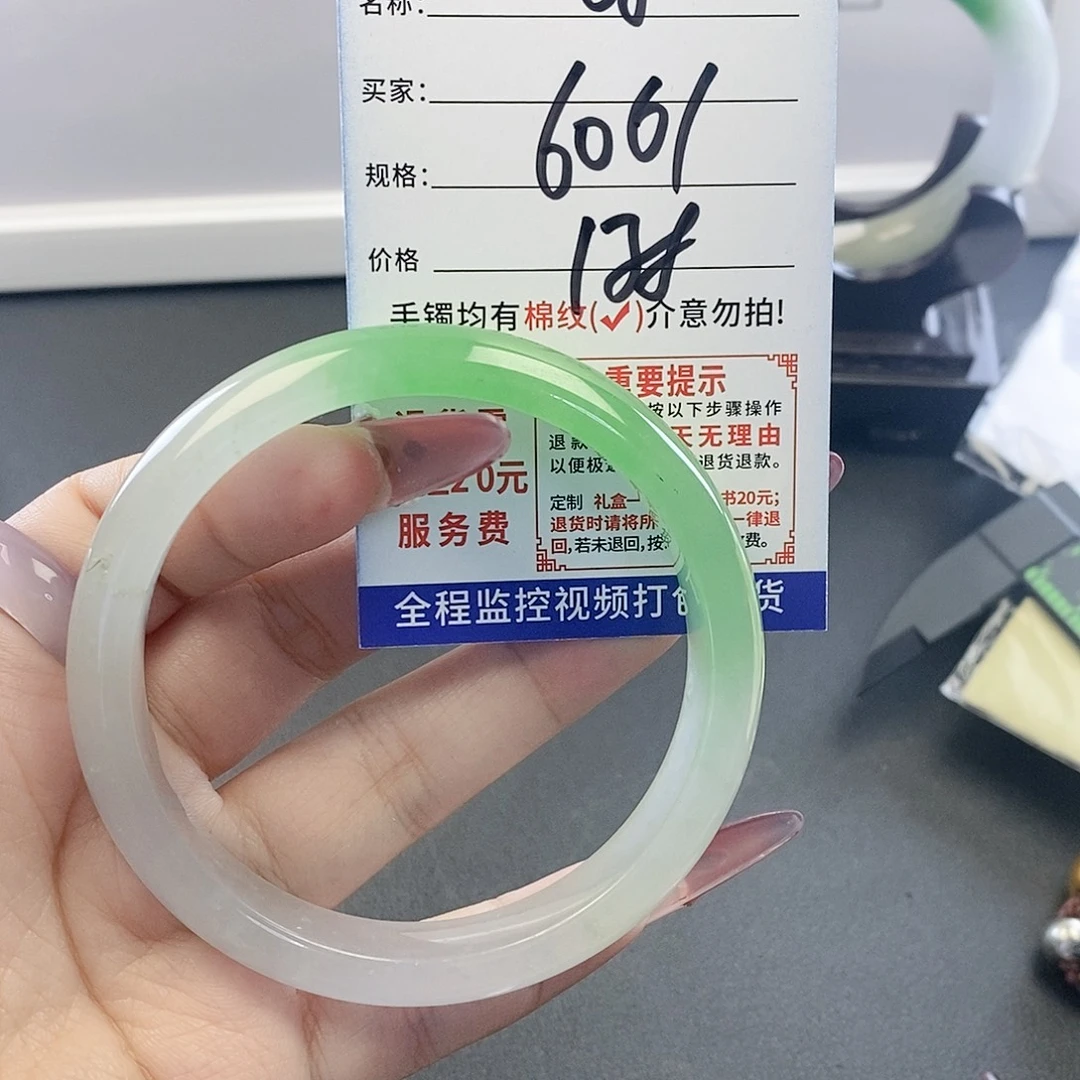 名称:
买家:
6061
规格:
价格
手镯均有棉纹(✓)介意勿拍!
重要提示
按以下步骤操作
退款 天无理由
以便极 退货退款。
20元
定制 礼盒一 书20元;
服务费
退货时请将所 一律退
回,若未退回,按 费。
全程监控视频打 货